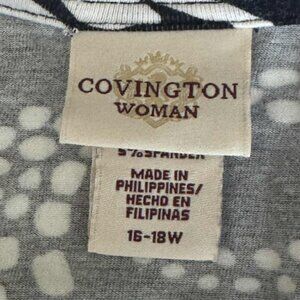 COVINGTON
WOMAN
5% SPANDEX
MADE IN
PHILIPPINES/
HECHO EN
FILIPINAS
16-18W